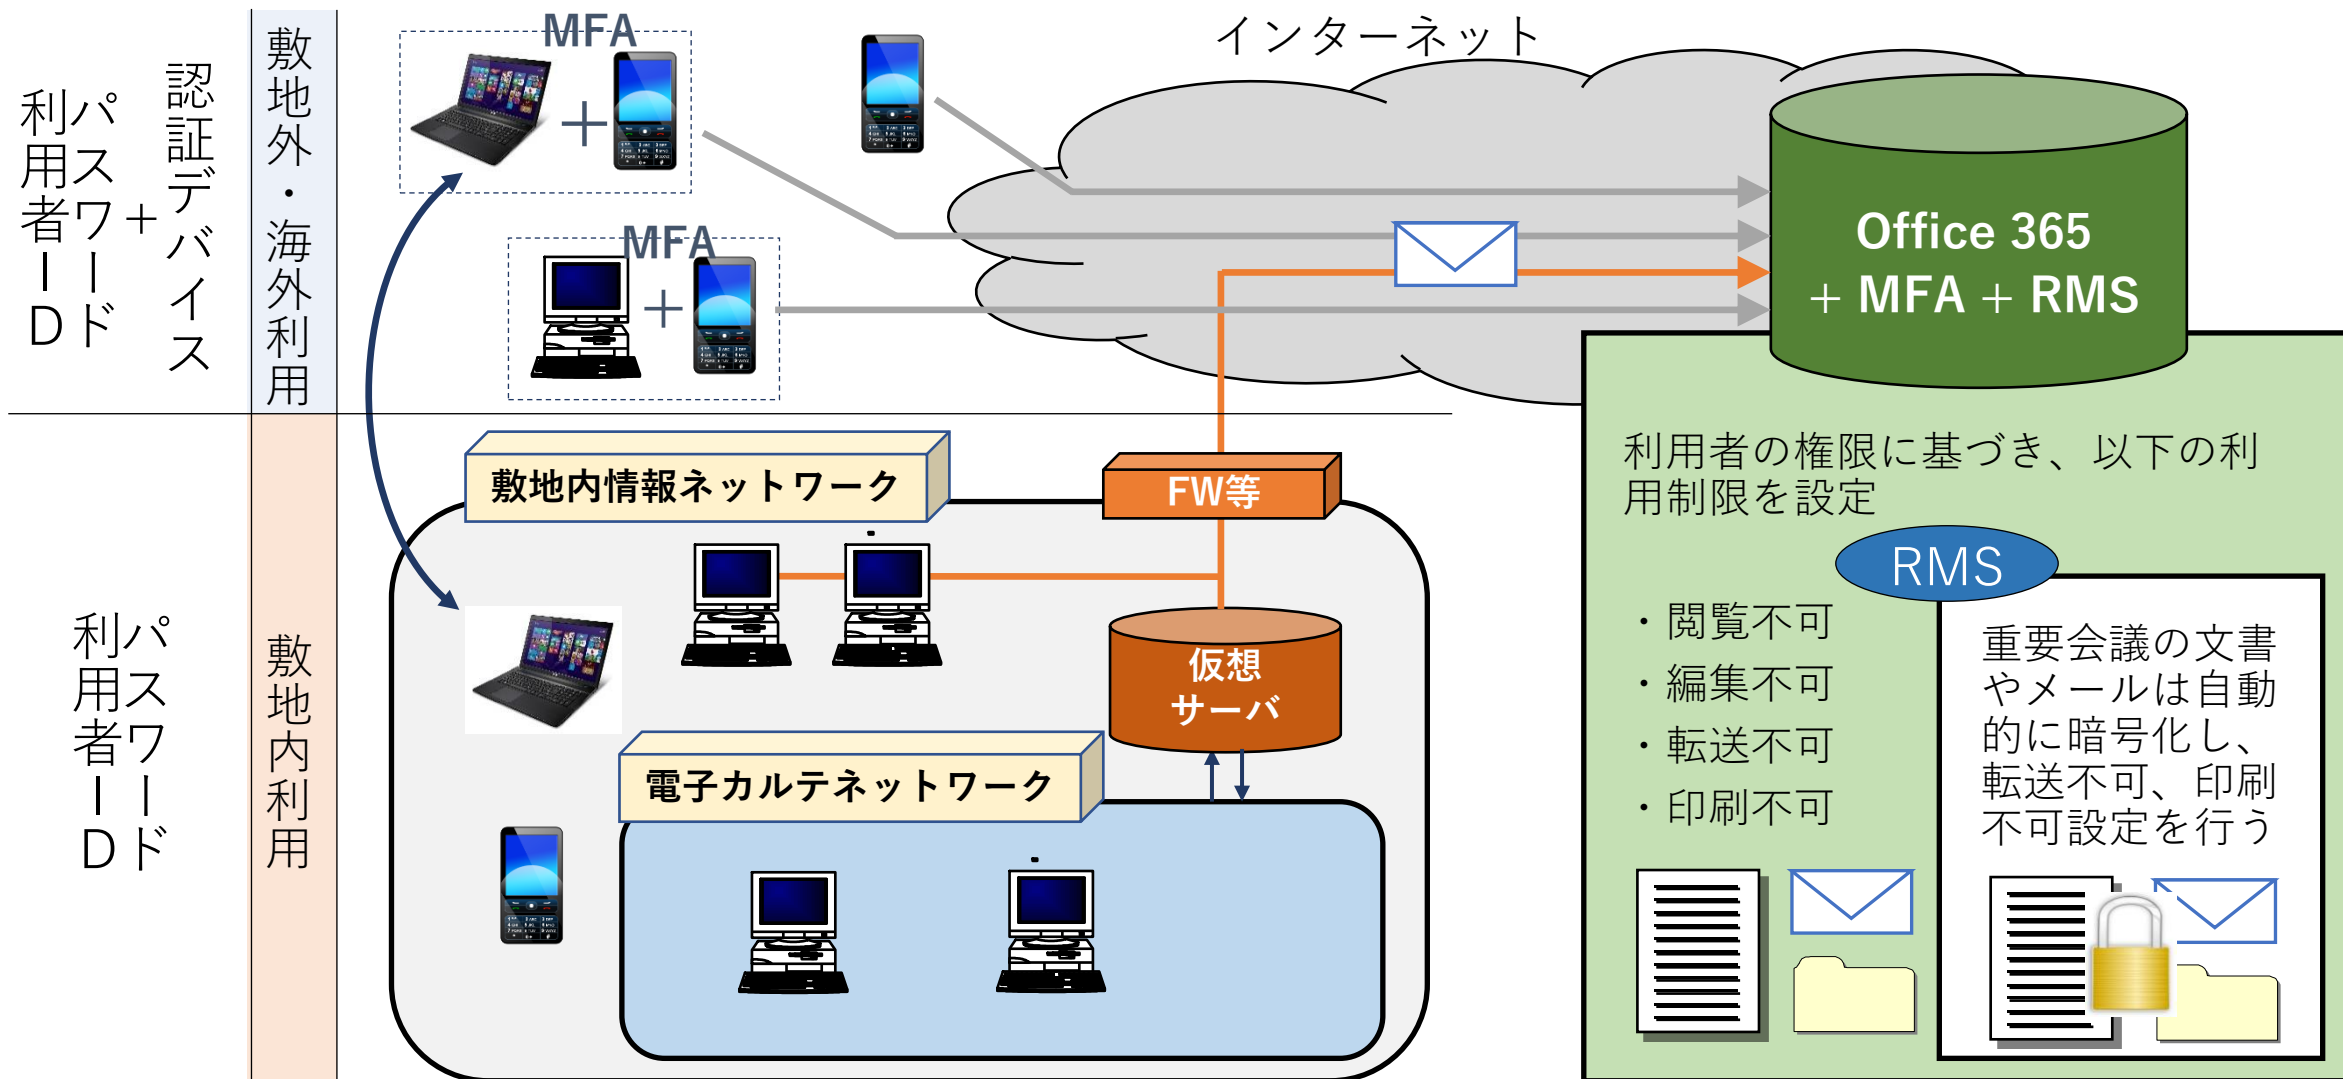 利用者ID
パスワード
+
認証デバイス
敷地外・海外利用
MFA
+
MFA
+
インターネット
Office 365
+ MFA + RMS
利用者ID
パスワード
敷地内利用
敷地内情報ネットワーク
FW等
仮想
サーバ
電子カルテネットワーク
利用者の権限に基づき、以下の利
用制限を設定
RMS
・閲覧不可
・編集不可
・転送不可
・印刷不可
重要会議の文書
やメールは自動
的に暗号化し、
転送不可、印刷
不可設定を行う